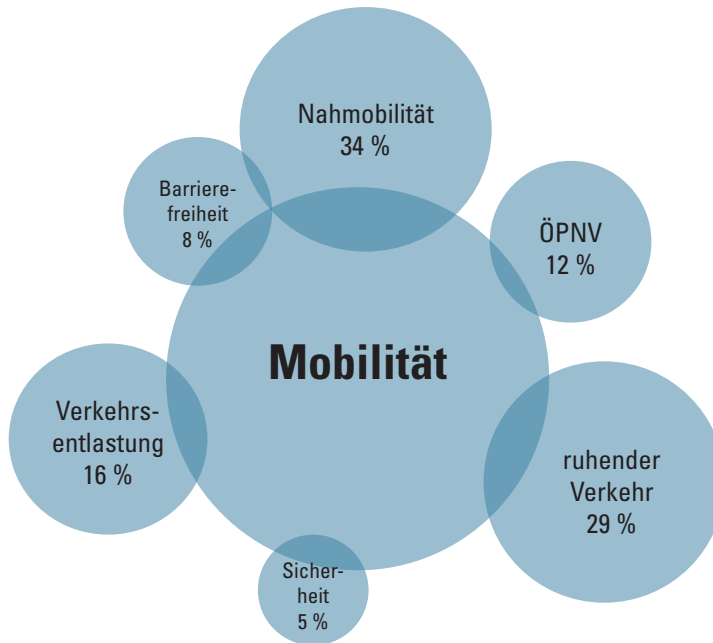 Nahmobilität
34 %
Barriere-
freiheit
8 %
ÖPNV
12 %
Mobilität
Verkehrs-
entlastung
16 %
ruhender
Verkehr
29 %
Sicher-
heit
5 %